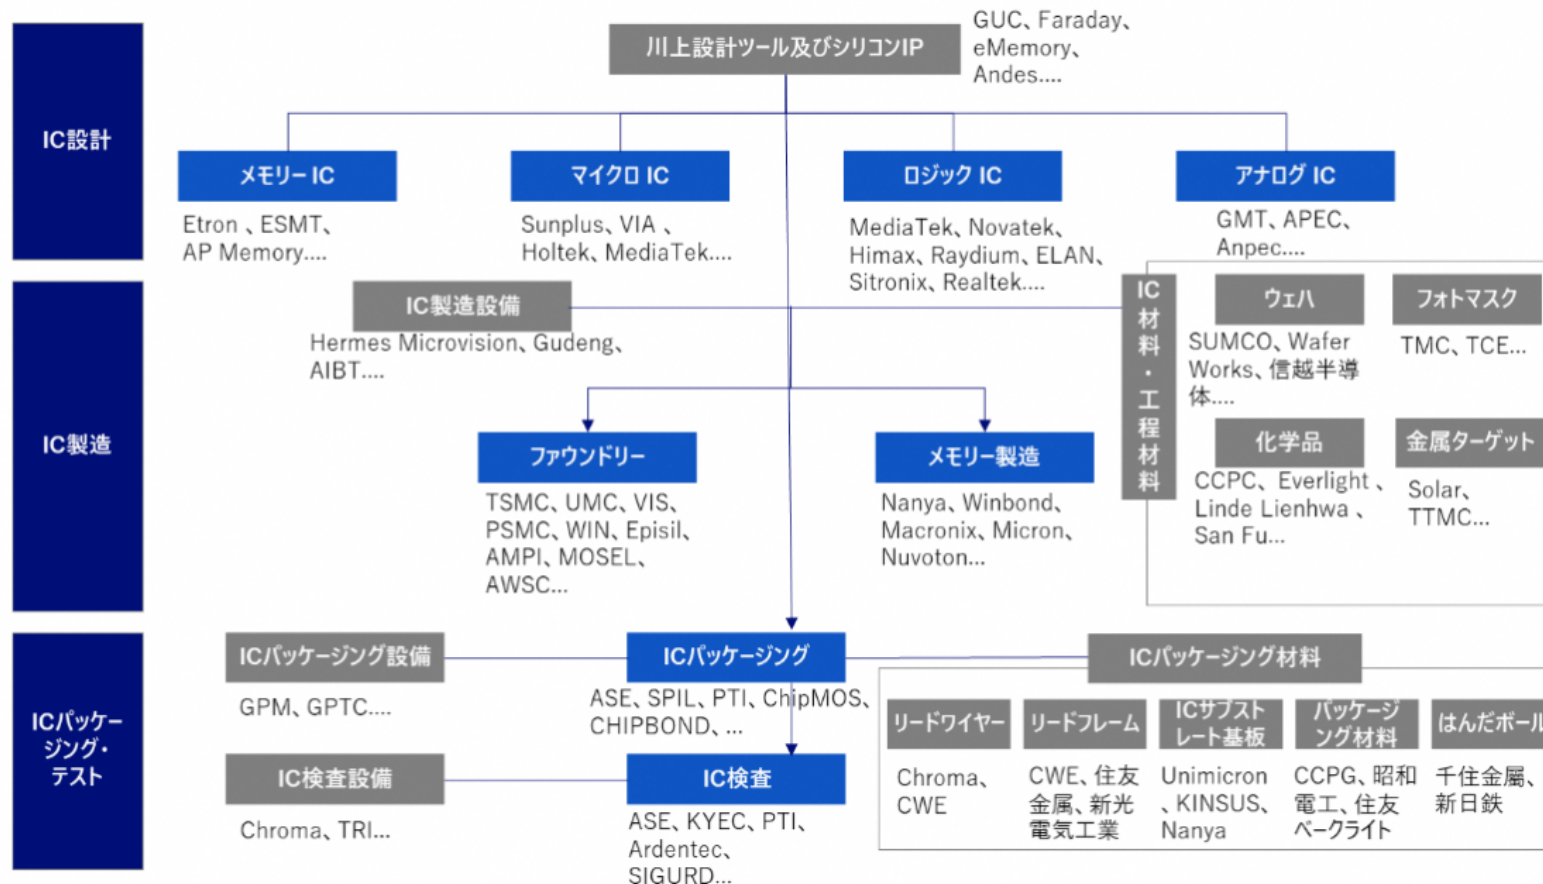 川上設計ツール及びシリコンIP
GUC、Faraday、
eMemory、
Andes....
IC設計
メモリー IC
Etron 、ESMT、
AP Memory....
マイクロ IC
Sunplus、VIA 、
Holtek、MediaTek....
ロジック IC
MediaTek、Novatek、
Himax、Raydium、ELAN、
Sitronix、Realtek....
アナログ IC
GMT、APEC、
Anpec....
IC製造
IC製造設備
Hermes Microvision、Gudeng、
AIBT....
ファウンドリー
TSMC、UMC、VIS、
PSMC、WIN、Episil、
AMPI、MOSEL、
AWSC...
メモリー製造
Nanya、Winbond、
Macronix、Micron、
Nuvoton...
IC
材
料
・
工
程
材
料
ウェハ
SUMCO、Wafer
Works、信越半導
体....
フォトマスク
TMC、TCE...
化学品
CCPC、Everlight 、
Linde Lienhwa 、
San Fu...
金属ターゲット
Solar、
TTMC...
ICパッケー
ジング・
テスト
ICパッケージング設備
GPM、GPTC....
ICパッケージング
ASE、SPIL、PTI、ChipMOS、
CHIPBOND、...
ICパッケージング材料
リードワイヤー
Chroma、
CWE
リードフレーム
CWE、住友
金属、新光
電気工業
ICサブスト
レート基板
Unimicron
、KINSUS、
Nanya
パッケージ
ング材料
CCPG、昭和
電工、住友
ベークライト
はんだボール
千住金屬、
新日鉄
IC検査設備
Chroma、TRI...
IC検査
ASE、KYEC、PTI、
Ardentec、
SIGURD...